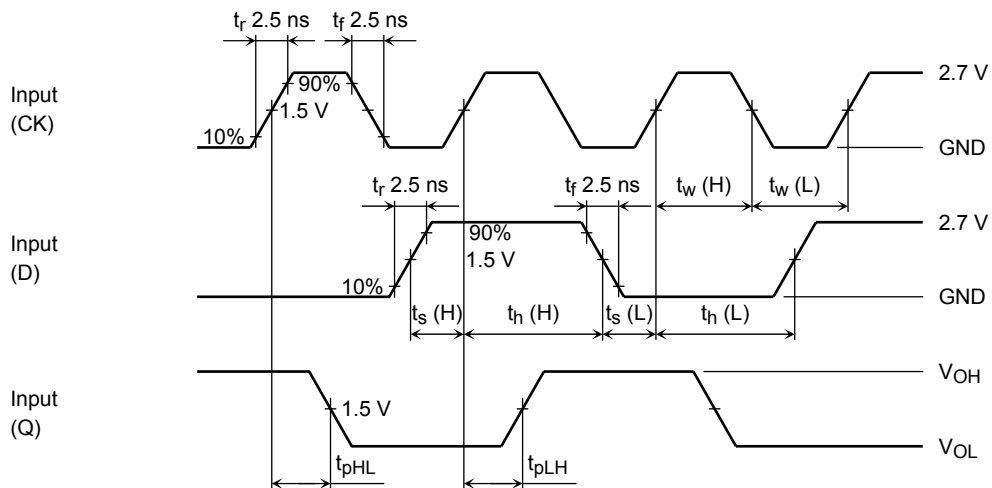 tr 2.5 ns
tf 2.5 ns
Input
(CK)
90%
1.5 V
10%
2.7 V
GND
tr 2.5 ns
tf 2.5 ns
tw (H)
tw (L)
Input
(D)
90%
1.5 V
10%
2.7 V
GND
ts (H)
th (H)
ts (L)
th (L)
Input
(Q)
1.5 V
VOH
VOL
tpHL
tpLH